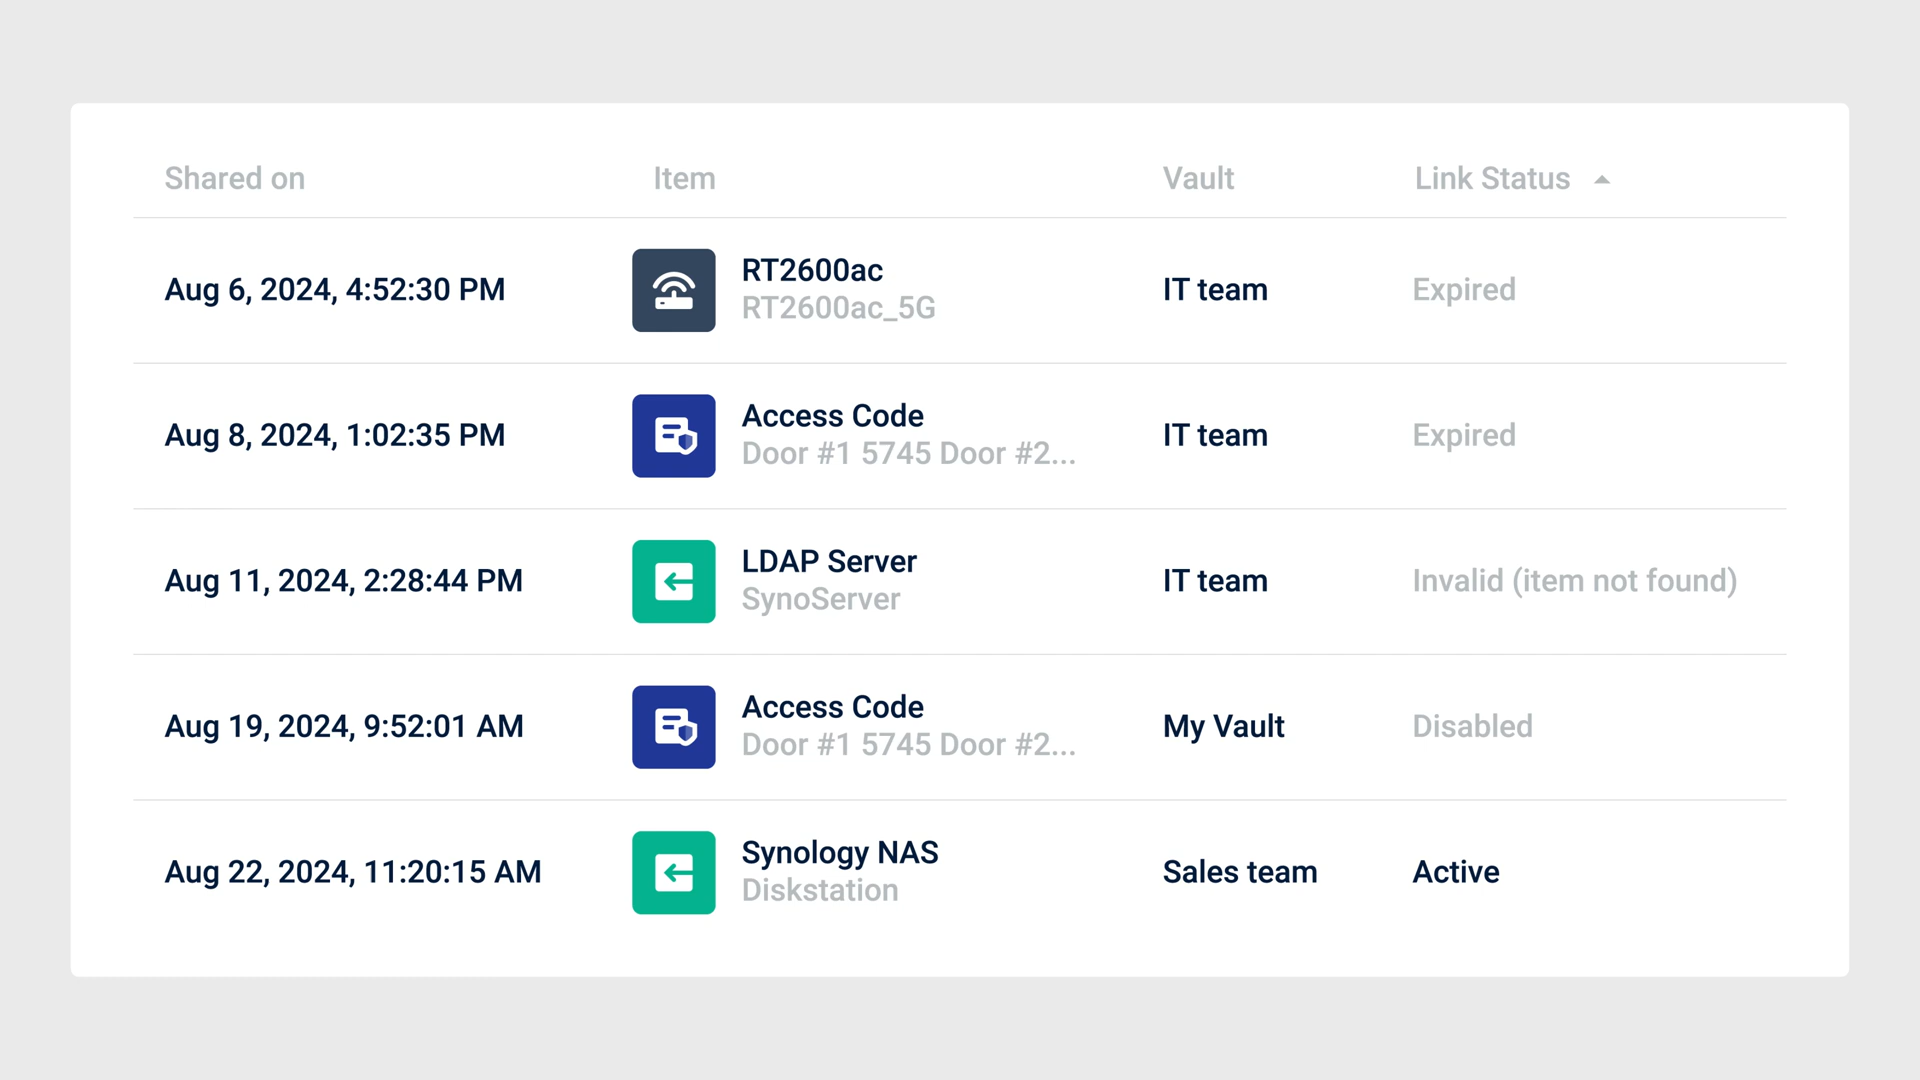 Shared on Item Vault Link Status
Aug 6, 2024, 4:52:30 PM RT2600ac IT team Expired
RT2600ac_5G
Aug 8, 2024, 1:02:35 PM Access Code IT team Expired
Door #1 5745 Door #2...
Aug 11, 2024, 2:28:44 PM LDAP Server IT team Invalid (item not found)
SynoServer
Aug 19, 2024, 9:52:01 AM Access Code My Vault Disabled
Door #1 5745 Door #2...
Aug 22, 2024, 11:20:15 AM Synology NAS Sales team Active
Diskstation